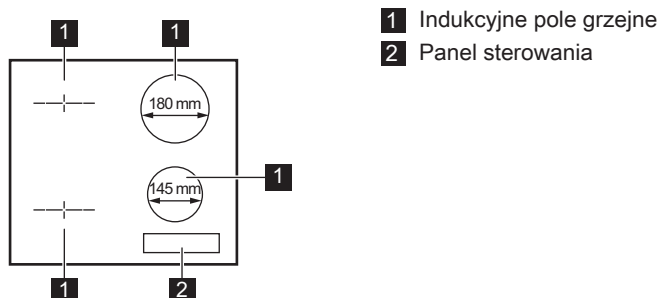 1 1
180 mm
145 mm
1
1 2
1 Indukcyjne pole grzejne
2 Panel sterowania